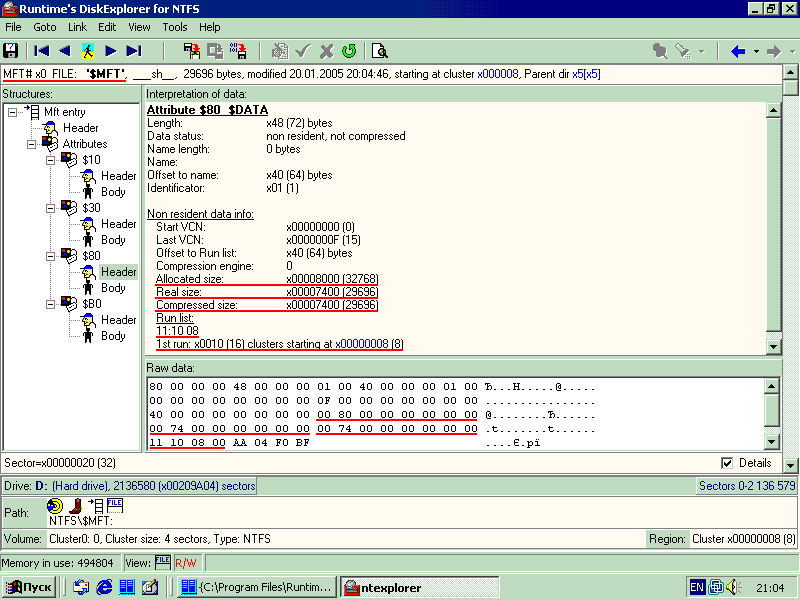 Runtime's DiskExplorer for NTFS
File Goto Link Edit View Tools Help
MFT# x0 FILE: '$MFT', ___sh__, 29696 bytes, modified 20.01.2005 20:04:46, starting at cluster x000008, Parent dir x5[x5]
Structures:
Mft entry
Header
Attributes
$10
Header
Body
$30
Header
Body
$80
Header
Body
$B0
Header
Body
Interpretation of data:
Attribute $80 $DATA
Length: x48 (72) bytes
Data status: non resident, not compressed
Name length: 0 bytes
Name:
Offset to name: x40 (64) bytes
Identificator: x01 (1)
Non resident data info:
Start VCN: x00000000 (0)
Last VCN: x0000000F (15)
Offset to Run list: x40 (64) bytes
Compression engine: 0
Allocated size: x00008000 (32768)
Real size: x00007400 (29696)
Compressed size: x00007400 (29696)
Run list:
11:10 08
1st run: x0010 (16) clusters starting at x00000008 (8)
Raw data:
80 00 00 00 48 00 00 00 01 00 40 00 00 00 01 00 Ђ...H.....@.....
00 00 00 00 00 00 00 00 0F 00 00 00 00 00 00 00 ................
40 00 00 00 00 00 00 00 00 80 00 00 00 00 00 00 @........Ђ......
00 74 00 00 00 00 00 00 00 74 00 00 00 00 00 00 .t.......t......
11 10 08 00 AA 04 F0 BF ....Є.рї
Sector=x00000020 (32)
Details
Drive: D: (Hard drive), 2136580 (x00209A04) sectors
Sectors 0-2 136 579
Path:
FILE
NTFS\$MFT:
Volume: Cluster0: 0, Cluster size: 4 sectors, Type: NTFS
Region: Cluster x00000008 (8)
Memory in use: 494804 View: FILE R/W
Пуск
{C:\Program Files\Runtim...
ntexplorer
EN
21:04